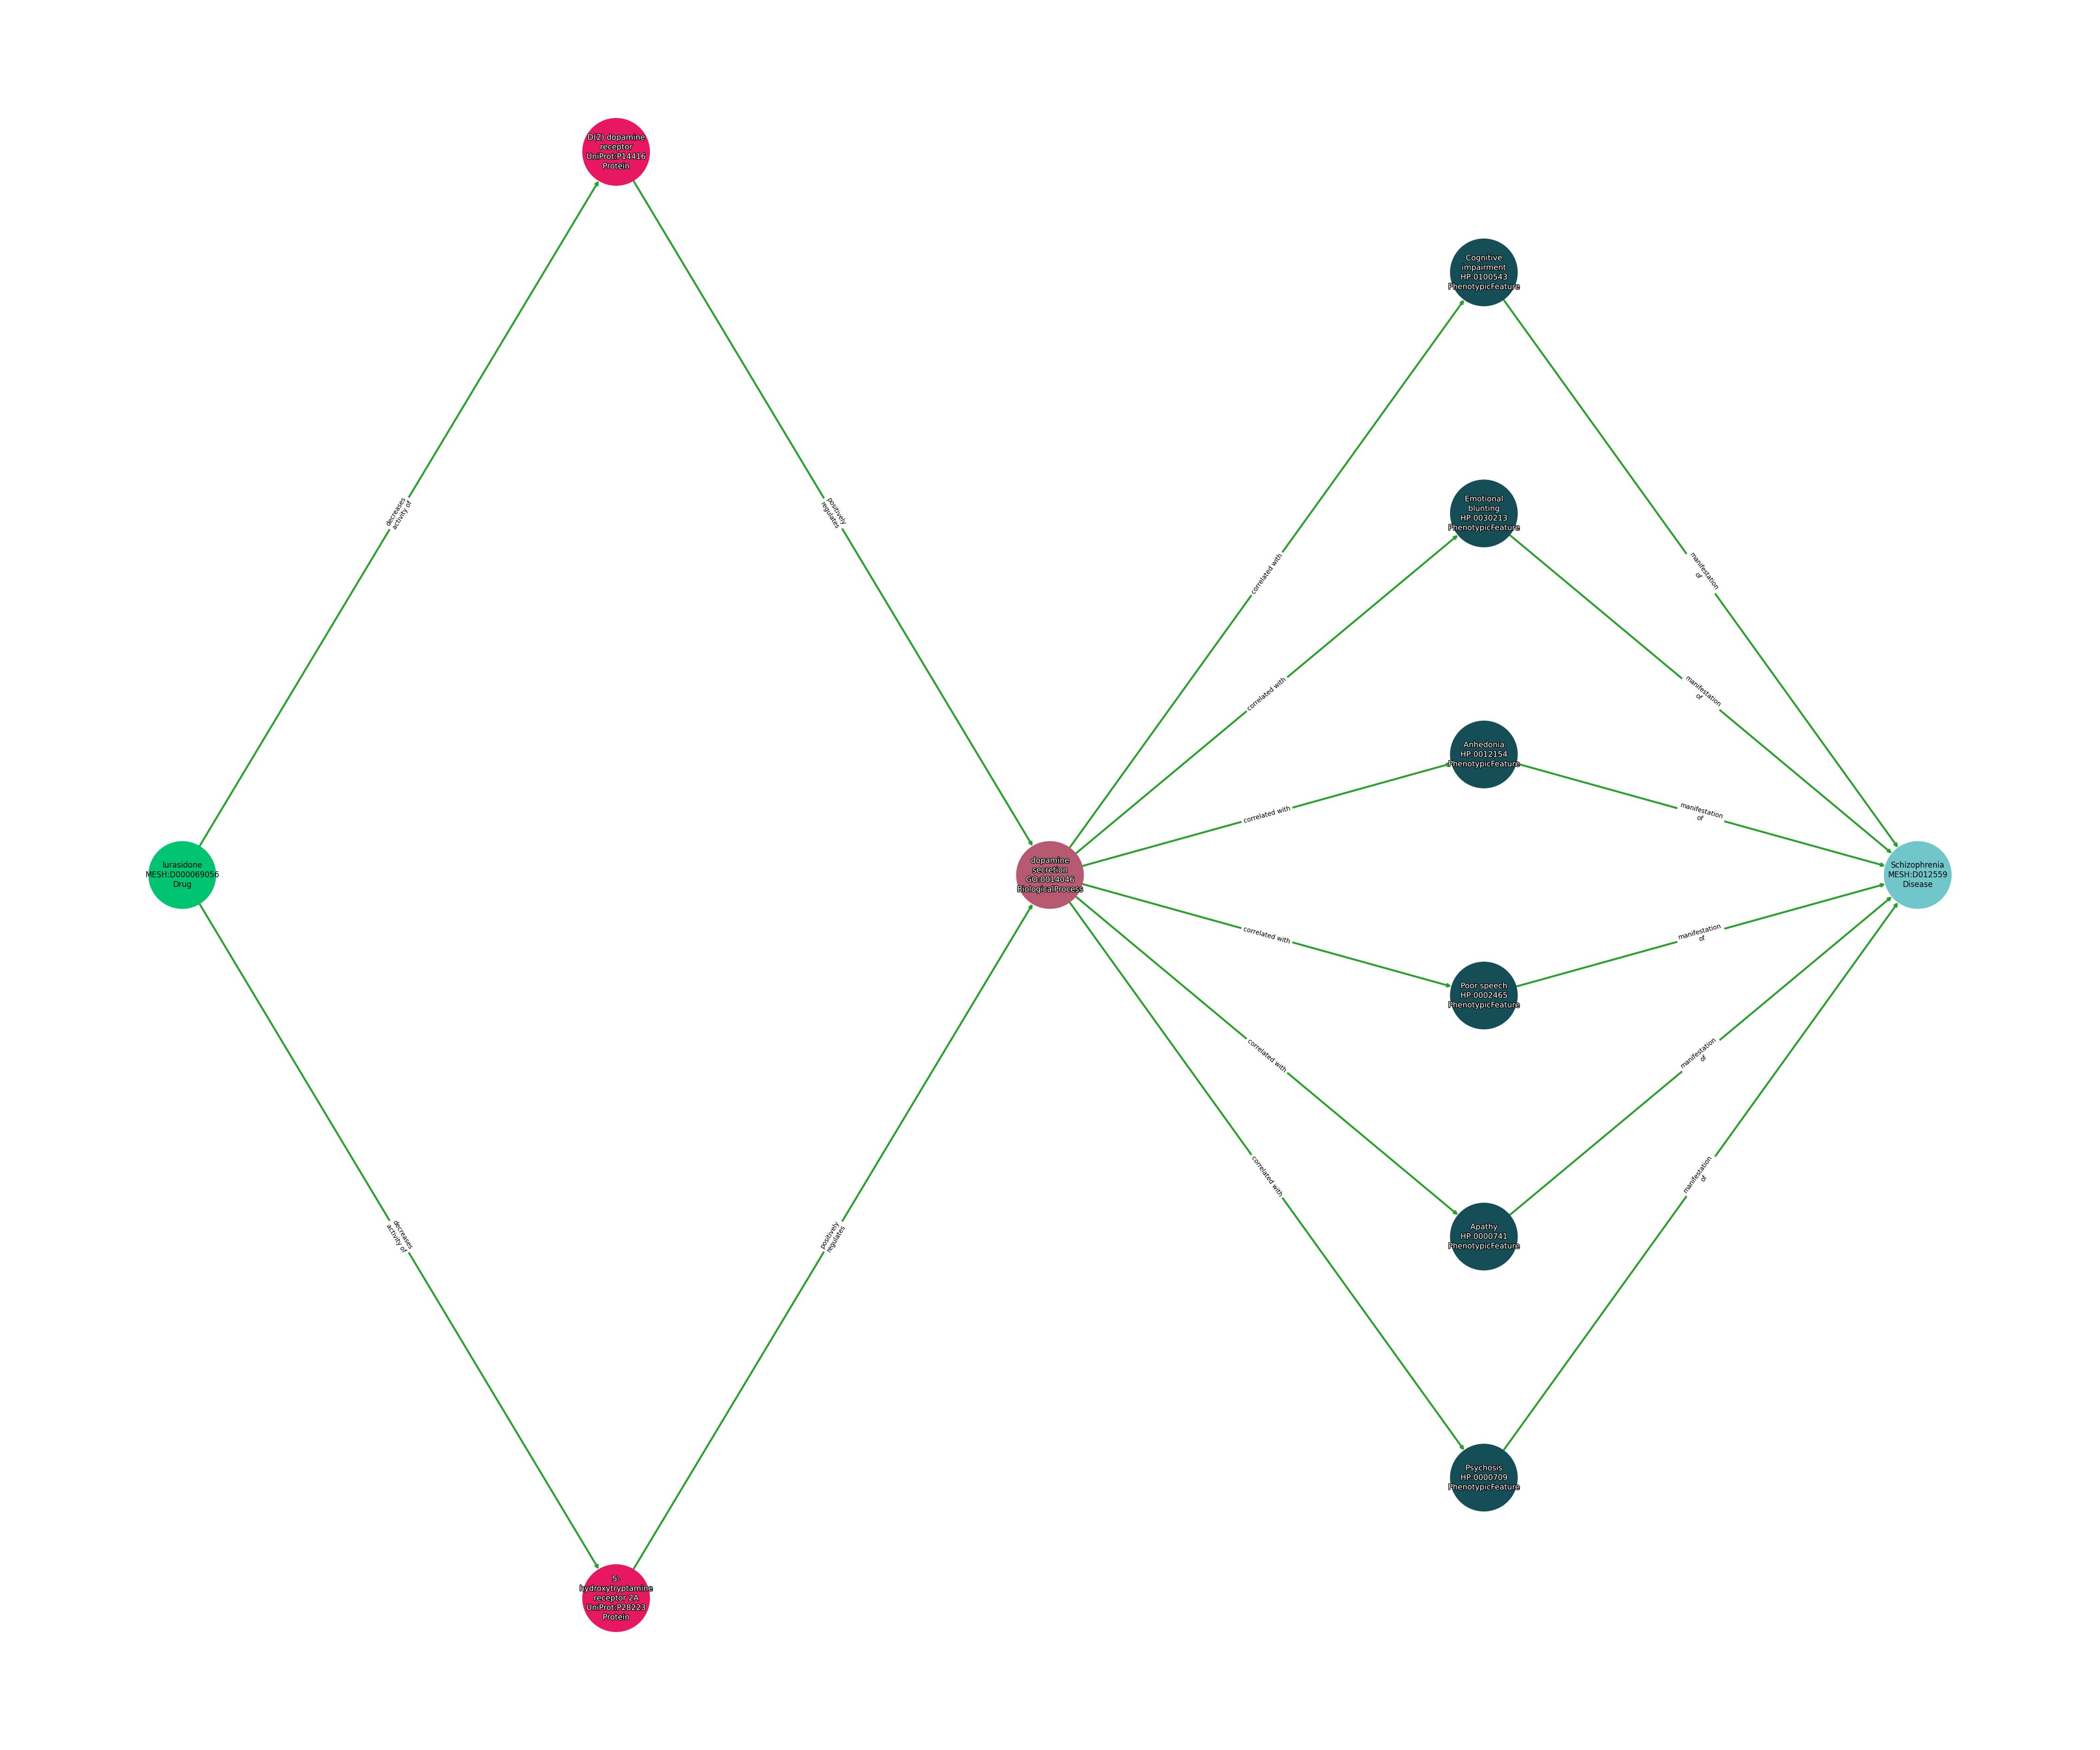 D(2) dopamine
receptor
UniProt:P14416
Protein
Cognitive
impairment
HP:0100543
PhenotypicFeature
Emotional
blunting
HP:0030213
PhenotypicFeature
decreases
activity of
positively
regulates
correlated with
manifestation
of
correlated with
manifestation
of
Anhedonia
HP:0012154
PhenotypicFeature
correlated with
manifestation
of
lurasidone
MESH:D000069056
Drug
dopamine
secretion
GO:0014046
BiologicalProcess
Schizophrenia
MESH:D012559
Disease
correlated with
manifestation
of
Poor speech
HP:0002465
PhenotypicFeature
correlated with
manifestation
of
correlated with
manifestation
of
decreases
activity of
positively
regulates
Apathy
HP:0000741
PhenotypicFeature
Psychosis
HP:0000709
PhenotypicFeature
5-
hydroxytryptamine
receptor 2A
UniProt:P28223
Protein